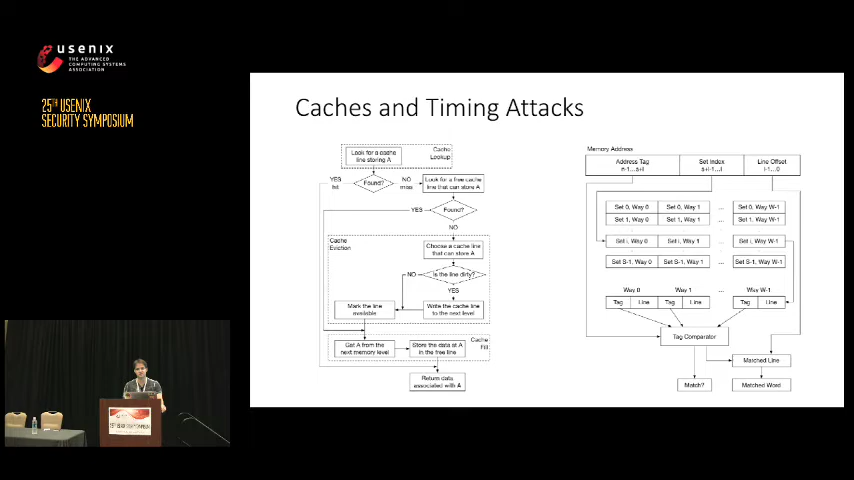 usenix
THE ADVANCED
COMPUTING SYSTEMS
ASSOCIATION
25TH USENIX
SECURITY SYMPOSIUM
Caches and Timing Attacks
Look for a cache
line storing A
Cache
Lookup
YES
hit
Found?
NO
miss
Look for a free cache
line that can store A
YES
Found?
NO
Cache
Eviction
Choose a cache line
that can store A
NO
Is the line dirty?
YES
Mark the line
available
Write the cache line
to the next level
Get A from the
next memory level
Store the data at A
in the free line
Cache
Fill
Return data
associated with A
Memory Address
Address Tag
n-1...s+l
Set Index
s+l-1...l
Line Offset
l-1...0
Set 0, Way 0
Set 0, Way 1
...
Set 0, Way W-1
Set 1, Way 0
Set 1, Way 1
...
Set 1, Way W-1
Set i, Way 0
Set i, Way 1
...
Set i, Way W-1
Set S-1, Way 0
Set S-1, Way 1
...
Set S-1, Way W-1
Way 0
Way 1
...
Way W-1
Tag
Line
Tag
Line
Tag
Line
Tag Comparator
Marched Line
Match?
Matched Word
25TH USENIX SYMPOSIUM